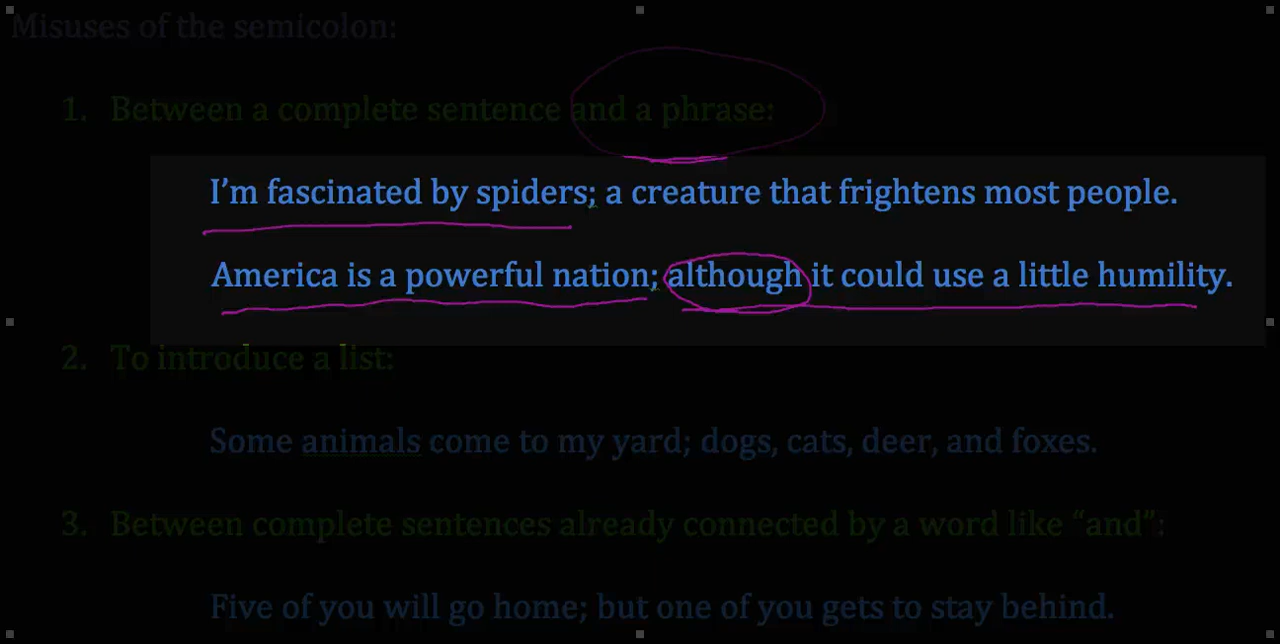 Misuses of the semicolon:
1. Between a complete sentence and a phrase:
I’m fascinated by spiders; a creature that frightens most people.
America is a powerful nation; although it could use a little humility.
2. To introduce a list:
Some animals come to my yard; dogs, cats, deer, and foxes.
3. Between complete sentences already connected by a word like “and”:
Five of you will go home; but one of you gets to stay behind.